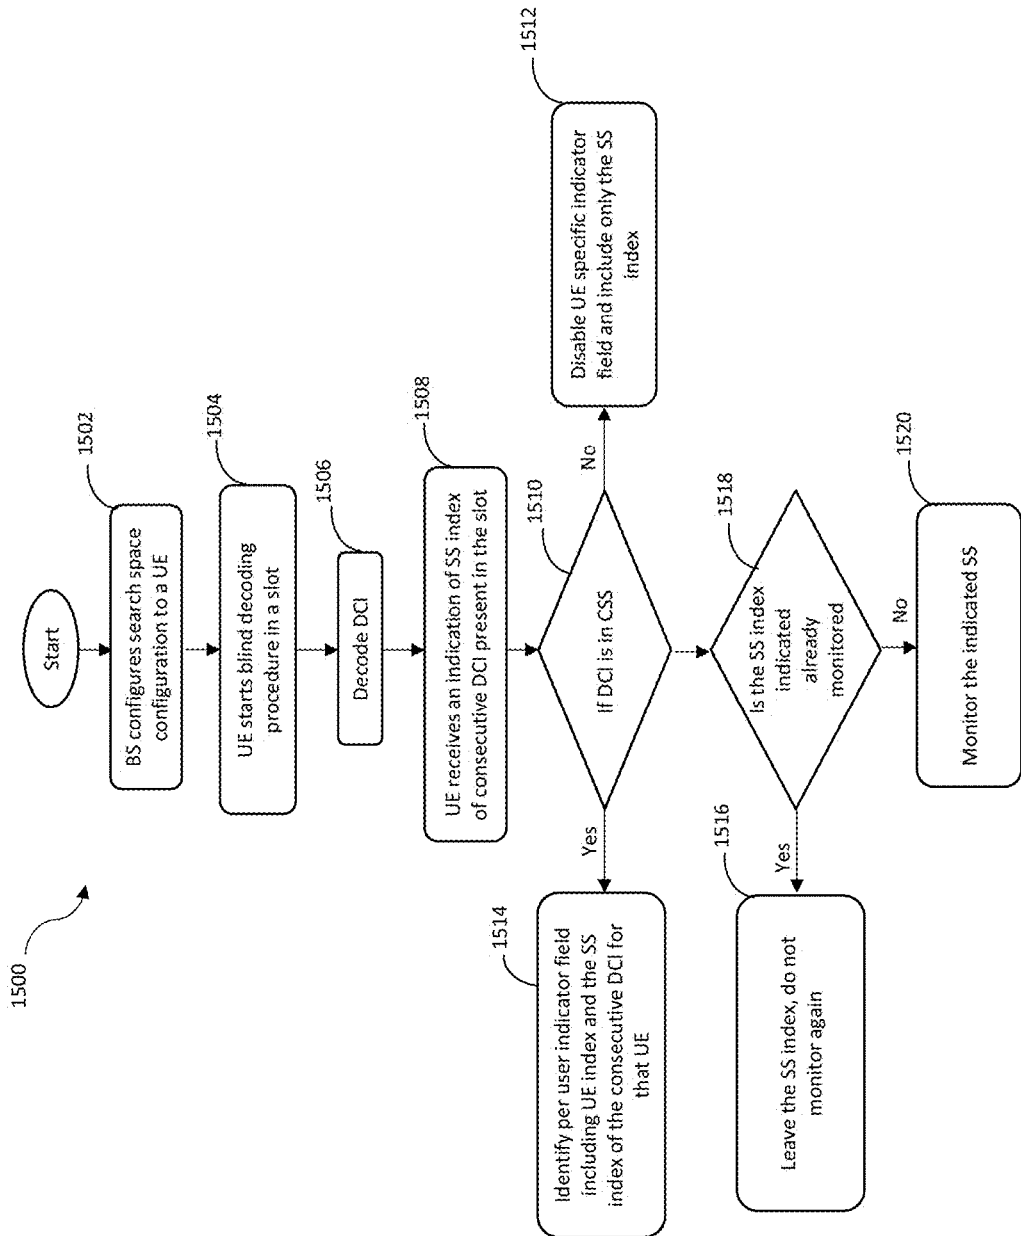 1500
Start
BS configures search space
configuration to a UE
1502
UE starts blind decoding
procedure in a slot
1504
Decode DCI
1506
UE receives an indication of SS index
of consecutive DCI present in the slot
1508
If DCI is in CSS
1510
Yes
No
Identify per user indicator field
including UE index and the SS
index of the consecutive DCI for
that UE
1514
Disable UE specific indicator
field and include only the SS
index
1512
Is the SS index
indicated
already
monitored
1518
Yes
No
Leave the SS index, do not
monitor again
1516
Monitor the indicated SS
1520